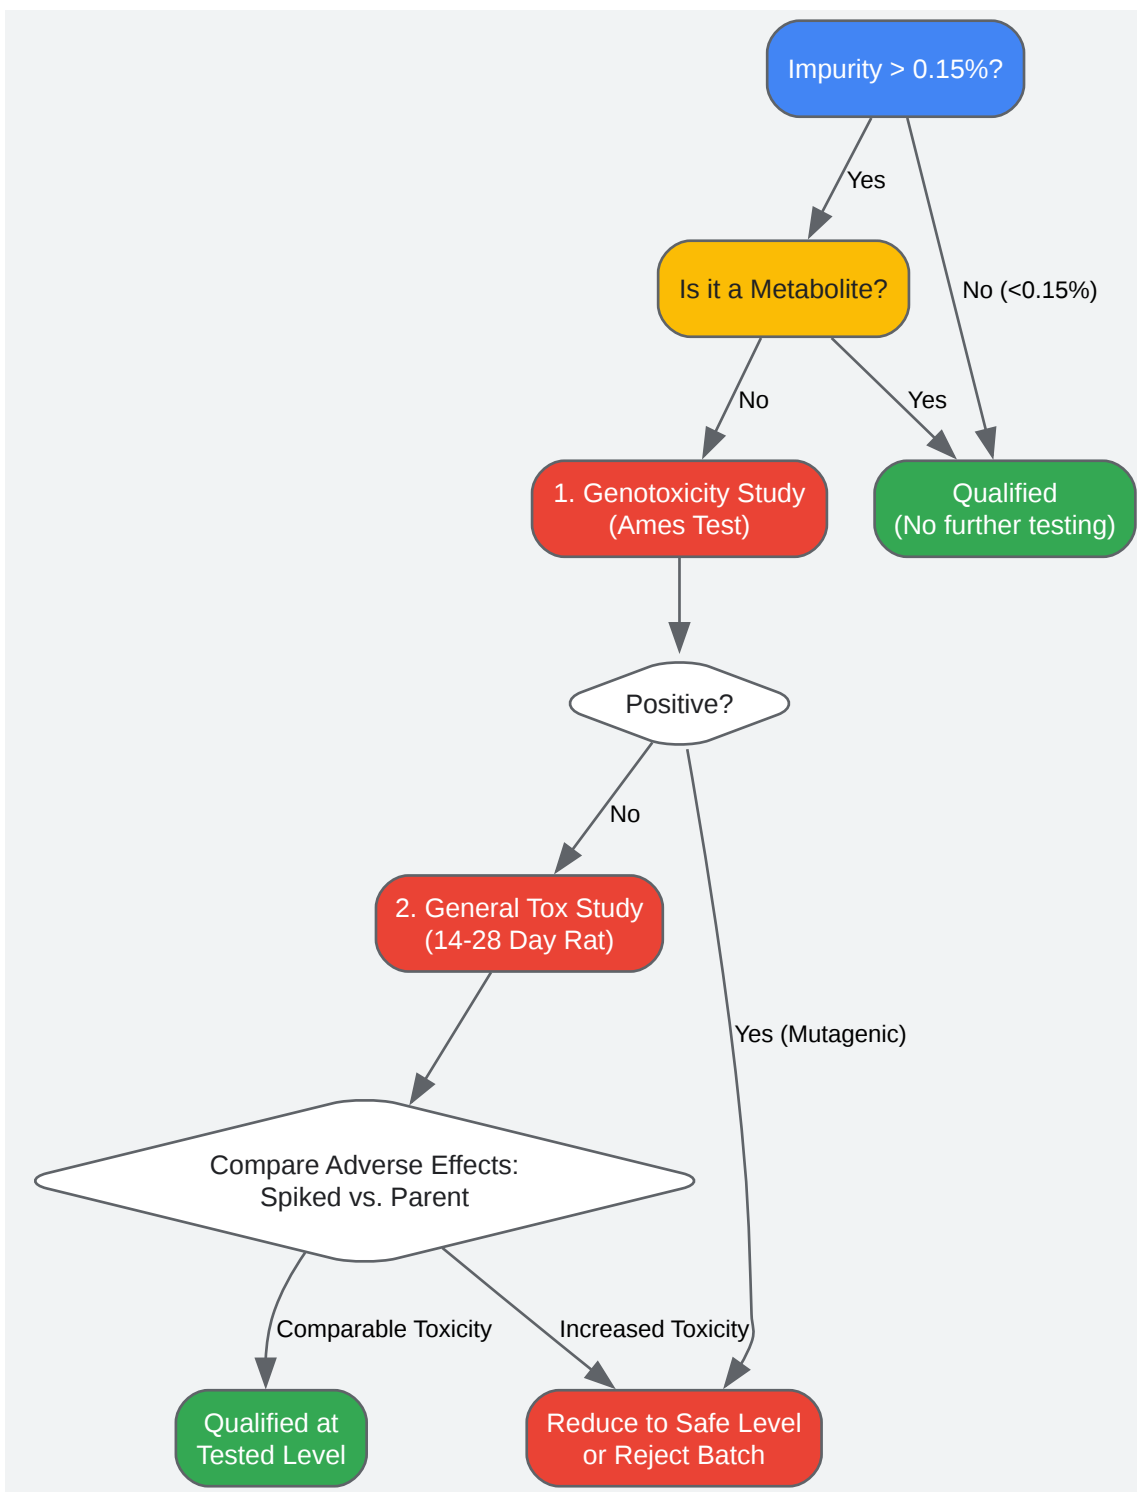 Impurity > 0.15%?
Yes
Is it a Metabolite?
No (<0.15%)
No
Yes
1. Genotoxicity Study
(Ames Test)
Qualified
(No further testing)
Positive?
No
2. General Tox Study
(14-28 Day Rat)
Yes (Mutagenic)
Compare Adverse Effects:
Spiked vs. Parent
Comparable Toxicity
Increased Toxicity
Qualified at
Tested Level
Reduce to Safe Level
or Reject Batch